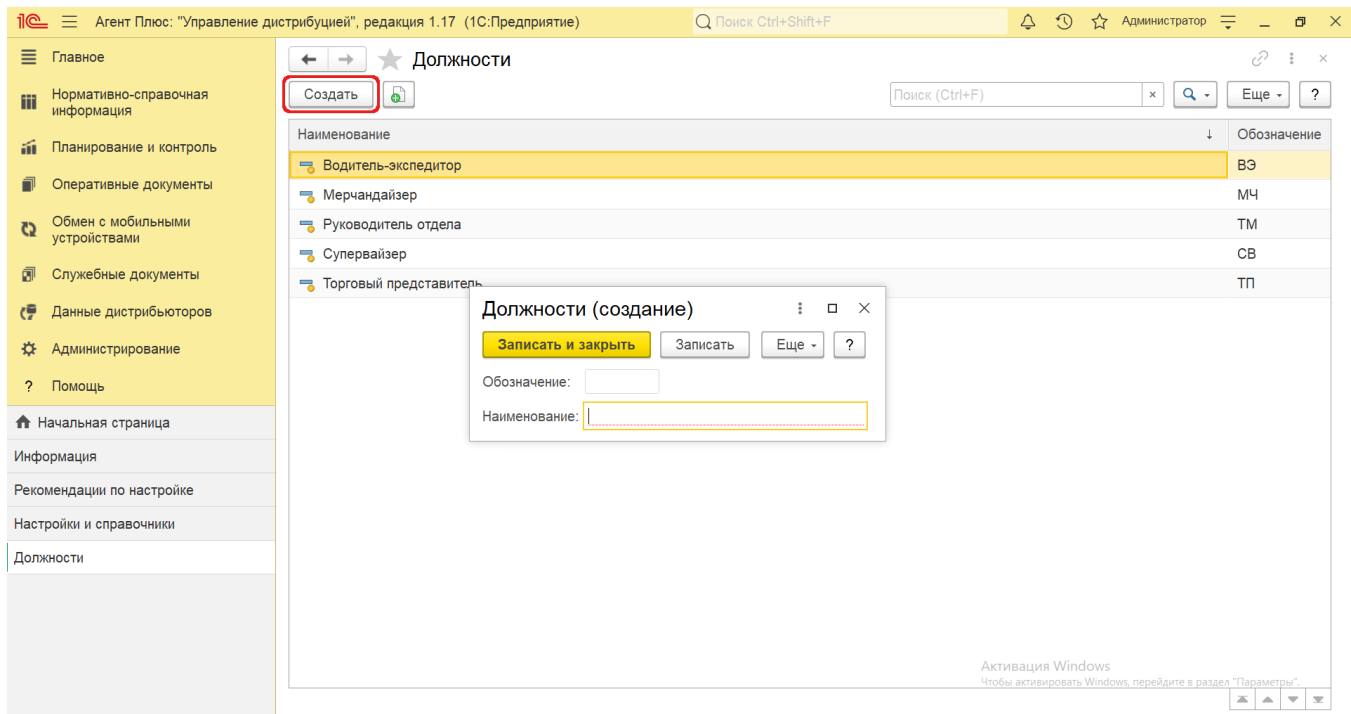 1С Агент Плюс: "Управление дистрибуцией", редакция 1.17 (1С:Предприятие) Поиск Ctrl+Shift+F Администратор
Главное
Нормативно-справочная
информация
Планирование и контроль
Оперативные документы
Обмен с мобильными
устройствами
Служебные документы
Данные дистрибьюторов
Администрирование
? Помощь
Начальная страница
Информация
Рекомендации по настройке
Настройки и справочники
Должности
Должности
Создать Поиск (Ctrl+F) × Еще ?
Наименование ↓ Обозначение
Водитель-экспедитор ВЭ
Мерчандайзер МЧ
Руководитель отдела ТМ
Супервайзер СВ
Торговый представитель ТП
Должности (создание)
Записать и закрыть Записать Еще ?
Обозначение:
Наименование:
Активация Windows
Чтобы активировать Windows, перейдите в раздел "Параметры".